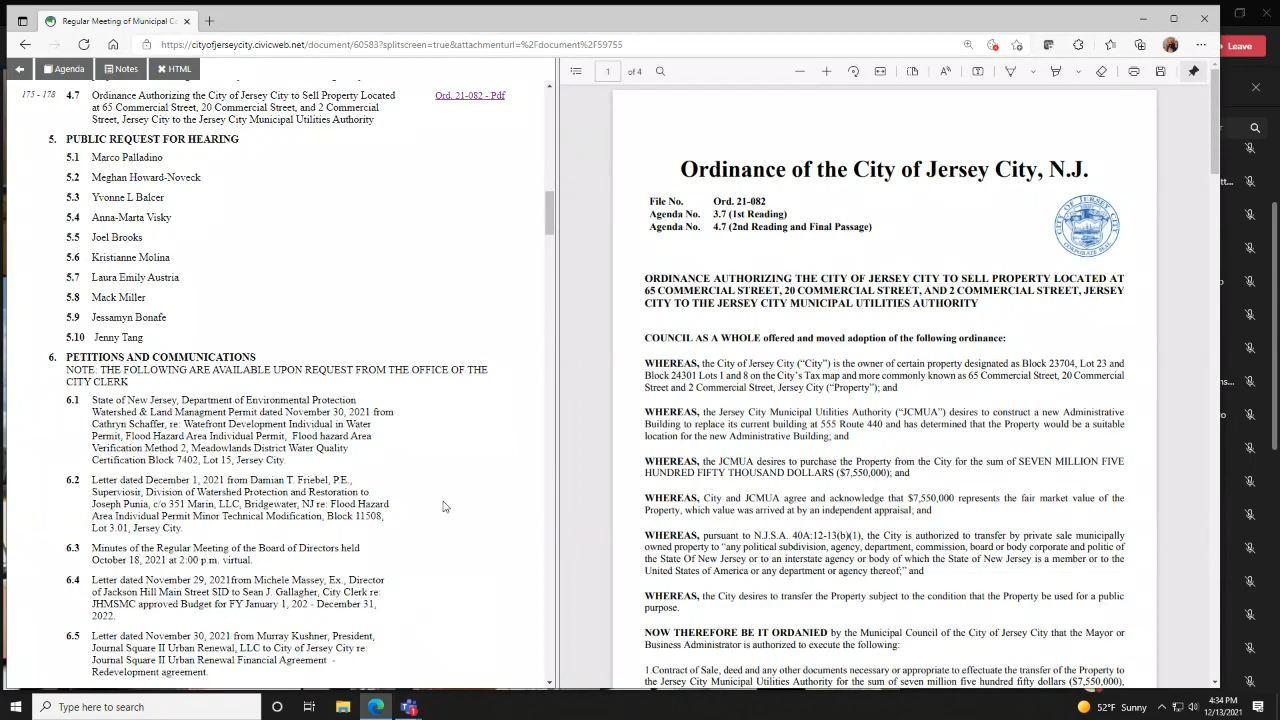 Regular Meeting of Municipal Co
https://cityofjerseycity.civicweb.net/document/60583?splitscreen=true&attachmenturl=%2Fdocument%2F59755
Leave
Agenda
Notes
HTML
1 of 4
175 - 178 4.7 Ordinance Authorizing the City of Jersey City to Sell Property Located
at 65 Commercial Street, 20 Commercial Street, and 2 Commercial
Street, Jersey City to the Jersey City Municipal Utilities Authority
Ord. 21-082 - Pdf
5. PUBLIC REQUEST FOR HEARING
5.1 Marco Palladino
5.2 Meghan Howard-Noveck
5.3 Yvonne L Balcer
5.4 Anna-Marta Visky
5.5 Joel Brooks
5.6 Kristianne Molina
5.7 Laura Emily Austria
5.8 Mack Miller
5.9 Jessamyn Bonafe
5.10 Jenny Tang
6. PETITIONS AND COMMUNICATIONS
NOTE: THE FOLLOWING ARE AVAILABLE UPON REQUEST FROM THE OFFICE OF THE
CITY CLERK
6.1 State of New Jersey, Department of Environmental Protection
Watershed & Land Managment Permit dated November 30, 2021 from
Cathryn Schaffer, re: Watefront Development Individual in Water
Permit, Flood Hazard Area Individual Permit, Flood hazard Area
Verification Method 2, Meadowlands District Water Quality
Certification Block 7402, Lot 15, Jersey City.
6.2 Letter dated December 1, 2021 from Damian T. Friebel, P.E.,
Superviosir, Division of Watershed Protection and Restoration to
Joseph Punia, c/o 351 Marin, LLC, Bridgewater, NJ re: Flood Hazard
Area Individual Permit Minor Technical Modification, Block 11508,
Lot 3.01, Jersey City.
6.3 Minutes of the Regular Meeting of the Board of Directors held
October 18, 2021 at 2:00 p.m. virtual.
6.4 Letter dated November 29, 2021from Michele Massey, Ex., Director
of Jackson Hill Main Street SID to Sean J. Gallagher, City Clerk re:
JHMSMC approved Budget for FY January 1, 202 - December 31,
2022.
6.5 Letter dated November 30, 2021 from Murray Kushner, President,
Journal Square II Urban Renewal, LLC to City of Jersey City re:
Journal Square II Urban Renewal Financial Agreement -
Redevelopment agreement.
Ordinance of the City of Jersey City, N.J.
File No. Ord. 21-082
Agenda No. 3.7 (1st Reading)
Agenda No. 4.7 (2nd Reading and Final Passage)
ORDINANCE AUTHORIZING THE CITY OF JERSEY CITY TO SELL PROPERTY LOCATED AT
65 COMMERCIAL STREET, 20 COMMERCIAL STREET, AND 2 COMMERCIAL STREET, JERSEY
CITY TO THE JERSEY CITY MUNICIPAL UTILITIES AUTHORITY
COUNCIL AS A WHOLE offered and moved adoption of the following ordinance:
WHEREAS, the City of Jersey City (“City”) is the owner of certain property designated as Block 23704, Lot 23 and
Block 24301 Lots 1 and 8 on the City’s Tax map and more commonly known as 65 Commercial Street, 20 Commercial
Street and 2 Commercial Street, Jersey City (“Property”); and
WHEREAS, the Jersey City Municipal Utilities Authority (“JCMUA”) desires to construct a new Administrative
Building to replace its current building at 555 Route 440 and has determined that the Property would be a suitable
location for the new Administrative Building; and
WHEREAS, the JCMUA desires to purchase the Property from the City for the sum of SEVEN MILLION FIVE
HUNDRED FIFTY THOUSAND DOLLARS ($7,550,000); and
WHEREAS, City and JCMUA agree and acknowledge that $7,550,000 represents the fair market value of the
Property, which value was arrived at by an independent appraisal; and
WHEREAS, pursuant to N.J.S.A. 40A:12-13(b)(1), the City is authorized to transfer by private sale municipally
owned property to “any political subdivision, agency, department, commission, board or body corporate and politic of
the State Of New Jersey or to an interstate agency or body of which the State of New Jersey is a member or to the
United States of America or any department or agency thereof;” and
WHEREAS, the City desires to transfer the Property subject to the condition that the Property be used for a public
purpose.
NOW THEREFORE BE IT ORDANIED by the Municipal Council of the City of Jersey City that the Mayor or
Business Administrator is authorized to execute the following:
1 Contract of Sale, deed and any other documents necessary or appropriate to effectuate the transfer of the Property to
the Jersey City Municipal Utilities Authority for the sum of seven million five hundred fifty dollars ($7,550,000),
Type here to search
52°F Sunny
4:34 PM
12/13/2021